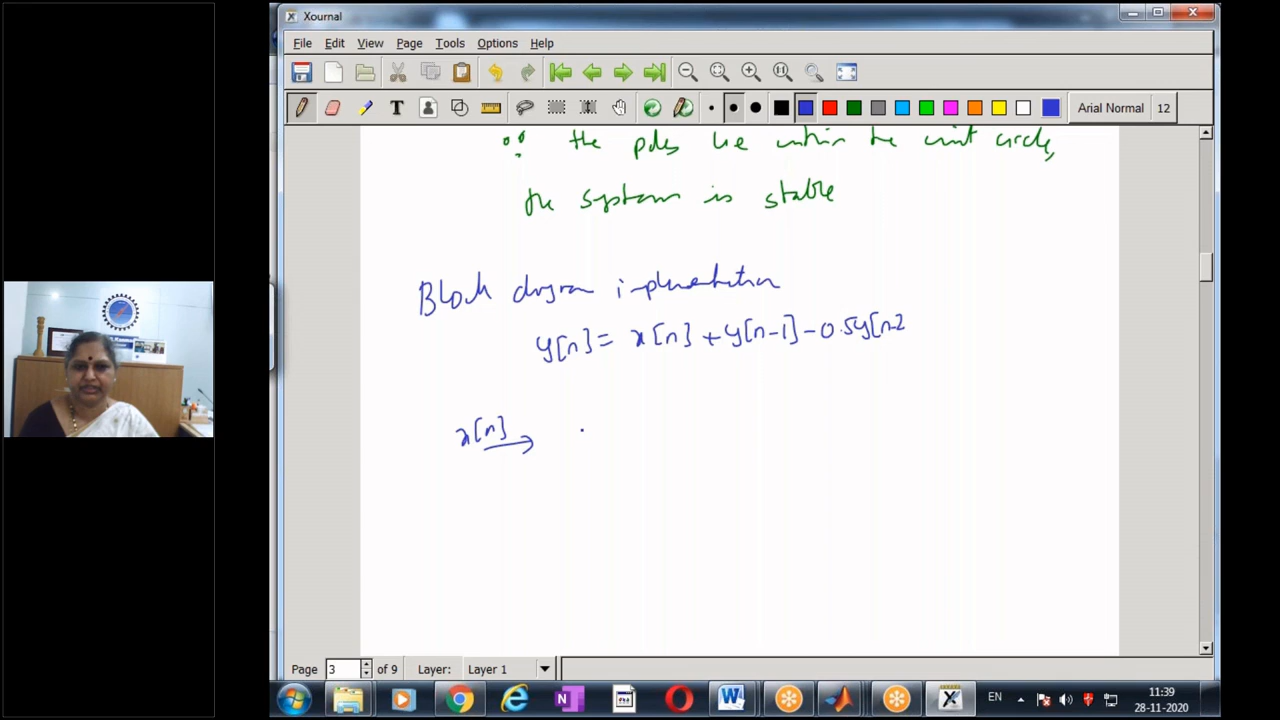 Xournal
File Edit View Page Tools Options Help
Arial Normal 12
∵ the poles lie within the unit circle,
the system is stable
Block diagram implementation
y[n] = x[n] + y[n-1] - 0.5y[n-2
x[n]
Page 3 of 9 Layer: Layer 1
EN
11:39
28-11-2020